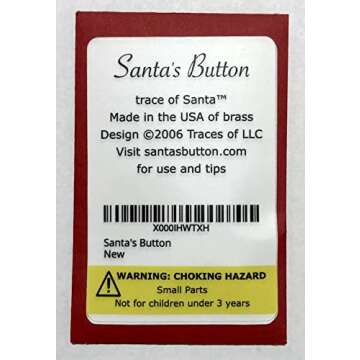 Santa's Button
trace of Santa™
Made in the USA of brass
Design ©2006 Traces of LLC
Visit santasbutton.com
for use and tips
X000IHWTXH
Santa's Button
New
WARNING: CHOKING HAZARD
Small Parts
Not for children under 3 years